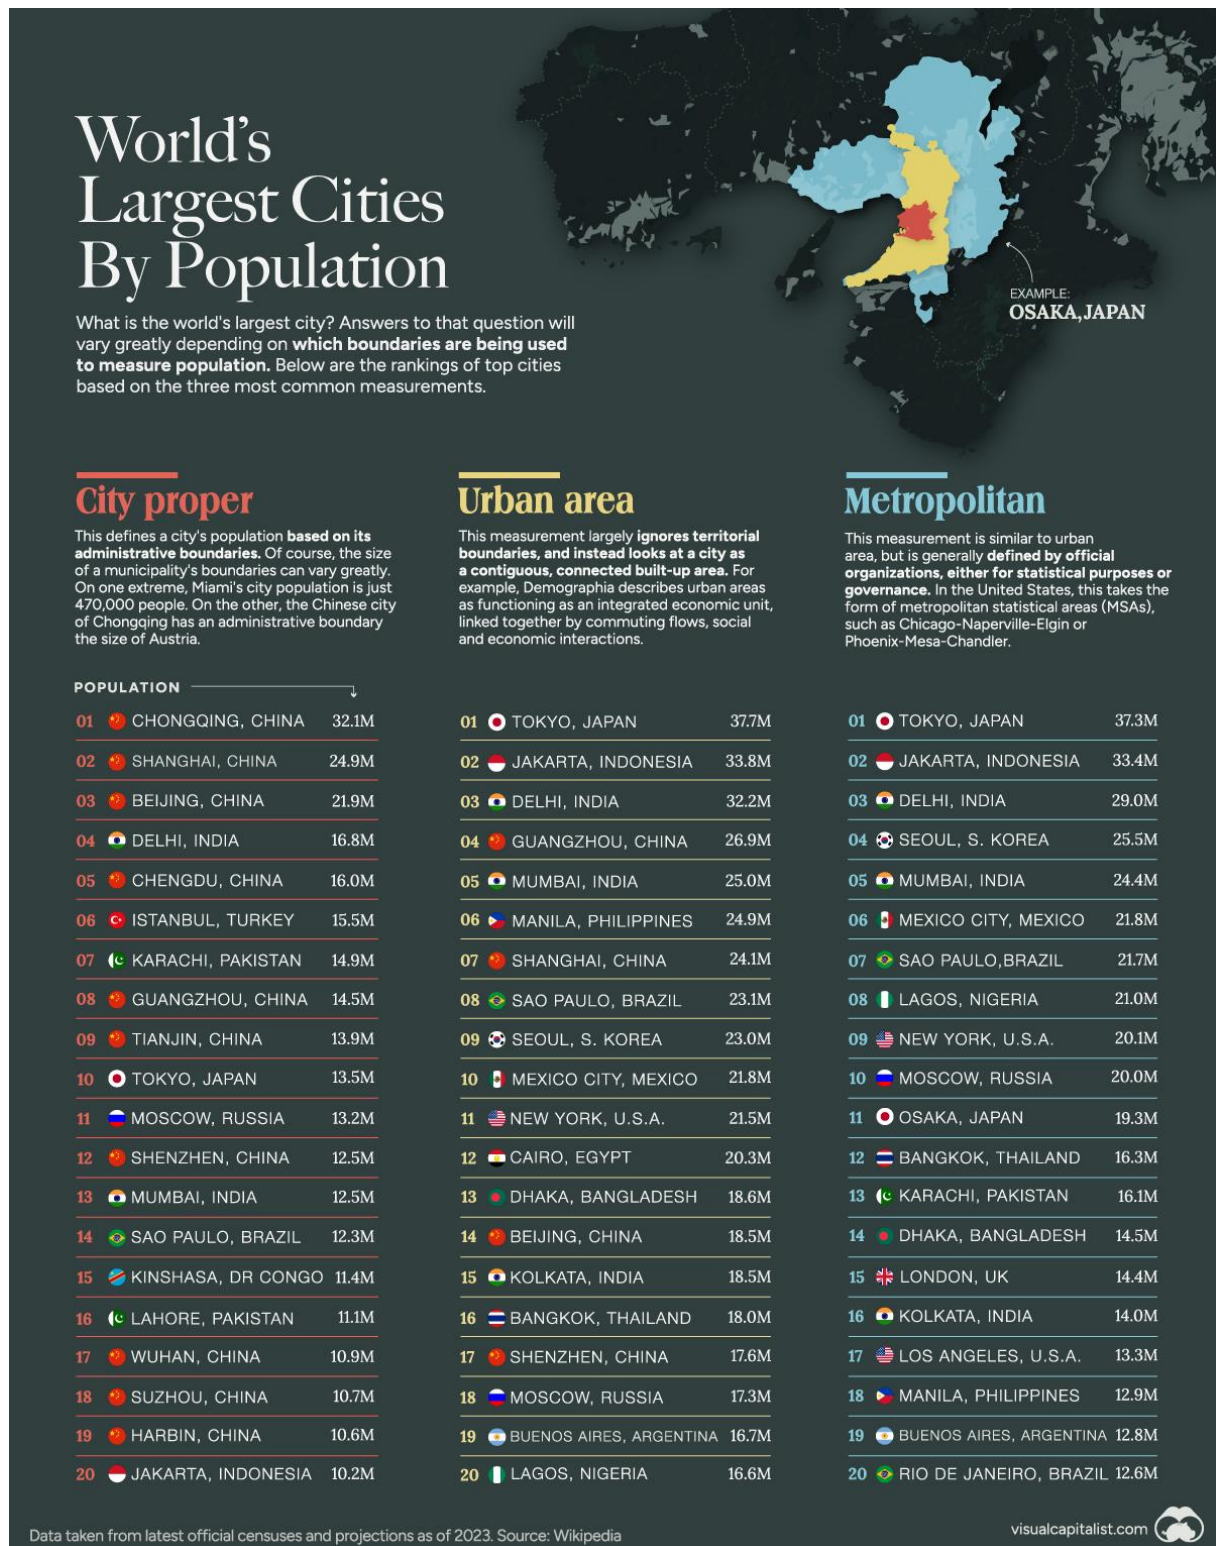 World's
Largest Cities
By Population
What is the world's largest city? Answers to that question will
vary greatly depending on which boundaries are being used
to measure population. Below are the rankings of top cities
based on the three most common measurements.
EXAMPLE:
OSAKA, JAPAN
City proper
This defines a city's population based on its
administrative boundaries. Of course, the size
of a municipality's boundaries can vary greatly.
On one extreme, Miami's city population is just
470,000 people. On the other, the Chinese city
of Chongqing has an administrative boundary
the size of Austria.
POPULATION
01 CHONGQING, CHINA 32.1M
02 SHANGHAI, CHINA 24.9M
03 BEIJING, CHINA 21.9M
04 DELHI, INDIA 16.8M
05 CHENGDU, CHINA 16.0M
06 ISTANBUL, TURKEY 15.5M
07 KARACHI, PAKISTAN 14.9M
08 GUANGZHOU, CHINA 14.5M
09 TIANJIN, CHINA 13.9M
10 TOKYO, JAPAN 13.5M
11 MOSCOW, RUSSIA 13.2M
12 SHENZHEN, CHINA 12.5M
13 MUMBAI, INDIA 12.5M
14 SAO PAULO, BRAZIL 12.3M
15 KINSHASA, DR CONGO 11.4M
16 LAHORE, PAKISTAN 11.1M
17 WUHAN, CHINA 10.9M
18 SUZHOU, CHINA 10.7M
19 HARBIN, CHINA 10.6M
20 JAKARTA, INDONESIA 10.2M
Urban area
This measurement largely ignores territorial
boundaries, and instead looks at a city as
a contiguous, connected built-up area. For
example, Demographia describes urban areas
as functioning as an integrated economic unit,
linked together by commuting flows, social
and economic interactions.
01 TOKYO, JAPAN 37.7M
02 JAKARTA, INDONESIA 33.8M
03 DELHI, INDIA 32.2M
04 GUANGZHOU, CHINA 26.9M
05 MUMBAI, INDIA 25.0M
06 MANILA, PHILIPPINES 24.9M
07 SHANGHAI, CHINA 24.1M
08 SAO PAULO, BRAZIL 23.1M
09 SEOUL, S. KOREA 23.0M
10 MEXICO CITY, MEXICO 21.8M
11 NEW YORK, U.S.A. 21.5M
12 CAIRO, EGYPT 20.3M
13 DHAKA, BANGLADESH 18.6M
14 BEIJING, CHINA 18.5M
15 KOLKATA, INDIA 18.5M
16 BANGKOK, THAILAND 18.0M
17 SHENZHEN, CHINA 17.6M
18 MOSCOW, RUSSIA 17.3M
19 BUENOS AIRES, ARGENTINA 16.7M
20 LAGOS, NIGERIA 16.6M
Metropolitan
This measurement is similar to urban
area, but is generally defined by official
organizations, either for statistical purposes or
governance. In the United States, this takes the
form of metropolitan statistical areas (MSAs),
such as Chicago-Naperville-Elgin or
Phoenix-Mesa-Chandler.
01 TOKYO, JAPAN 37.3M
02 JAKARTA, INDONESIA 33.4M
03 DELHI, INDIA 29.0M
04 SEOUL, S. KOREA 25.5M
05 MUMBAI, INDIA 24.4M
06 MEXICO CITY, MEXICO 21.8M
07 SAO PAULO,BRAZIL 21.7M
08 LAGOS, NIGERIA 21.0M
09 NEW YORK, U.S.A. 20.1M
10 MOSCOW, RUSSIA 20.0M
11 OSAKA, JAPAN 19.3M
12 BANGKOK, THAILAND 16.3M
13 KARACHI, PAKISTAN 16.1M
14 DHAKA, BANGLADESH 14.5M
15 LONDON, UK 14.4M
16 KOLKATA, INDIA 14.0M
17 LOS ANGELES, U.S.A. 13.3M
18 MANILA, PHILIPPINES 12.9M
19 BUENOS AIRES, ARGENTINA 12.8M
20 RIO DE JANEIRO, BRAZIL 12.6M
Data taken from latest official censuses and projections as of 2023. Source: Wikipedia
visualcapitalist.com